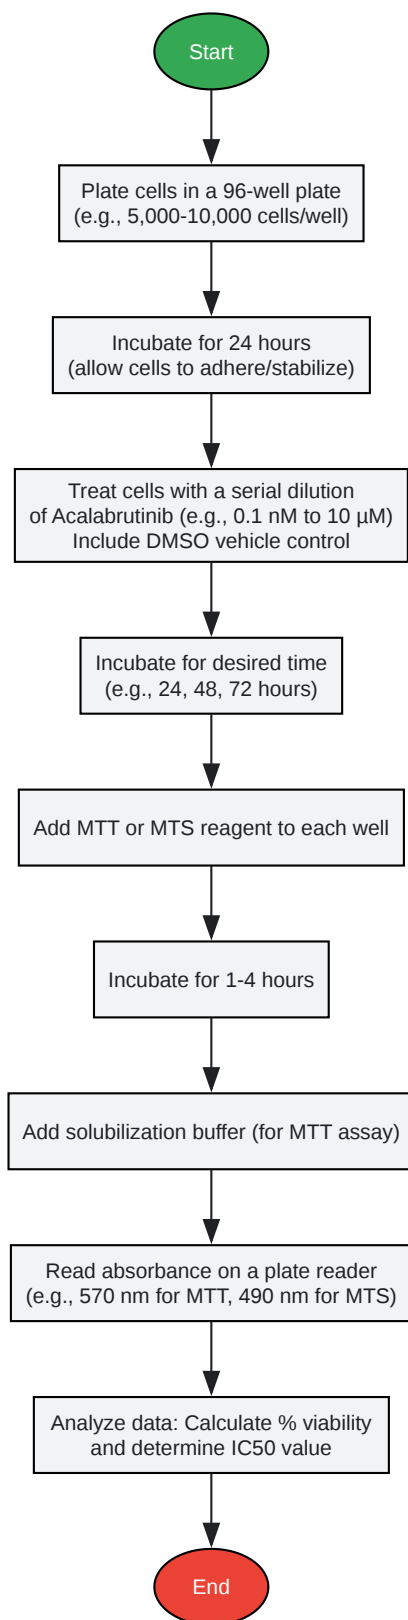 Start
Plate cells in a 96-well plate
(e.g., 5,000-10,000 cells/well)
Incubate for 24 hours
(allow cells to adhere/stabilize)
Treat cells with a serial dilution
of Acalabrutinib (e.g., 0.1 nM to 10 µM)
Include DMSO vehicle control
Incubate for desired time
(e.g., 24, 48, 72 hours)
Add MTT or MTS reagent to each well
Incubate for 1-4 hours
Add solubilization buffer (for MTT assay)
Read absorbance on a plate reader
(e.g., 570 nm for MTT, 490 nm for MTS)
Analyze data: Calculate % viability
and determine IC50 value
End